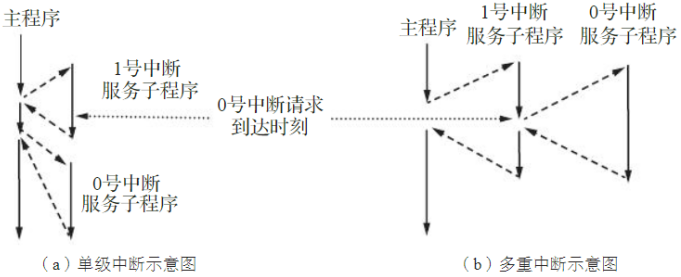 主程序
1号中断
服务子程序
0号中断
服务子程序
0号中断请求
到达时刻
主程序
1号中断
服务子程序
0号中断
服务子程序
(a)单级中断示意图
(b)多重中断示意图